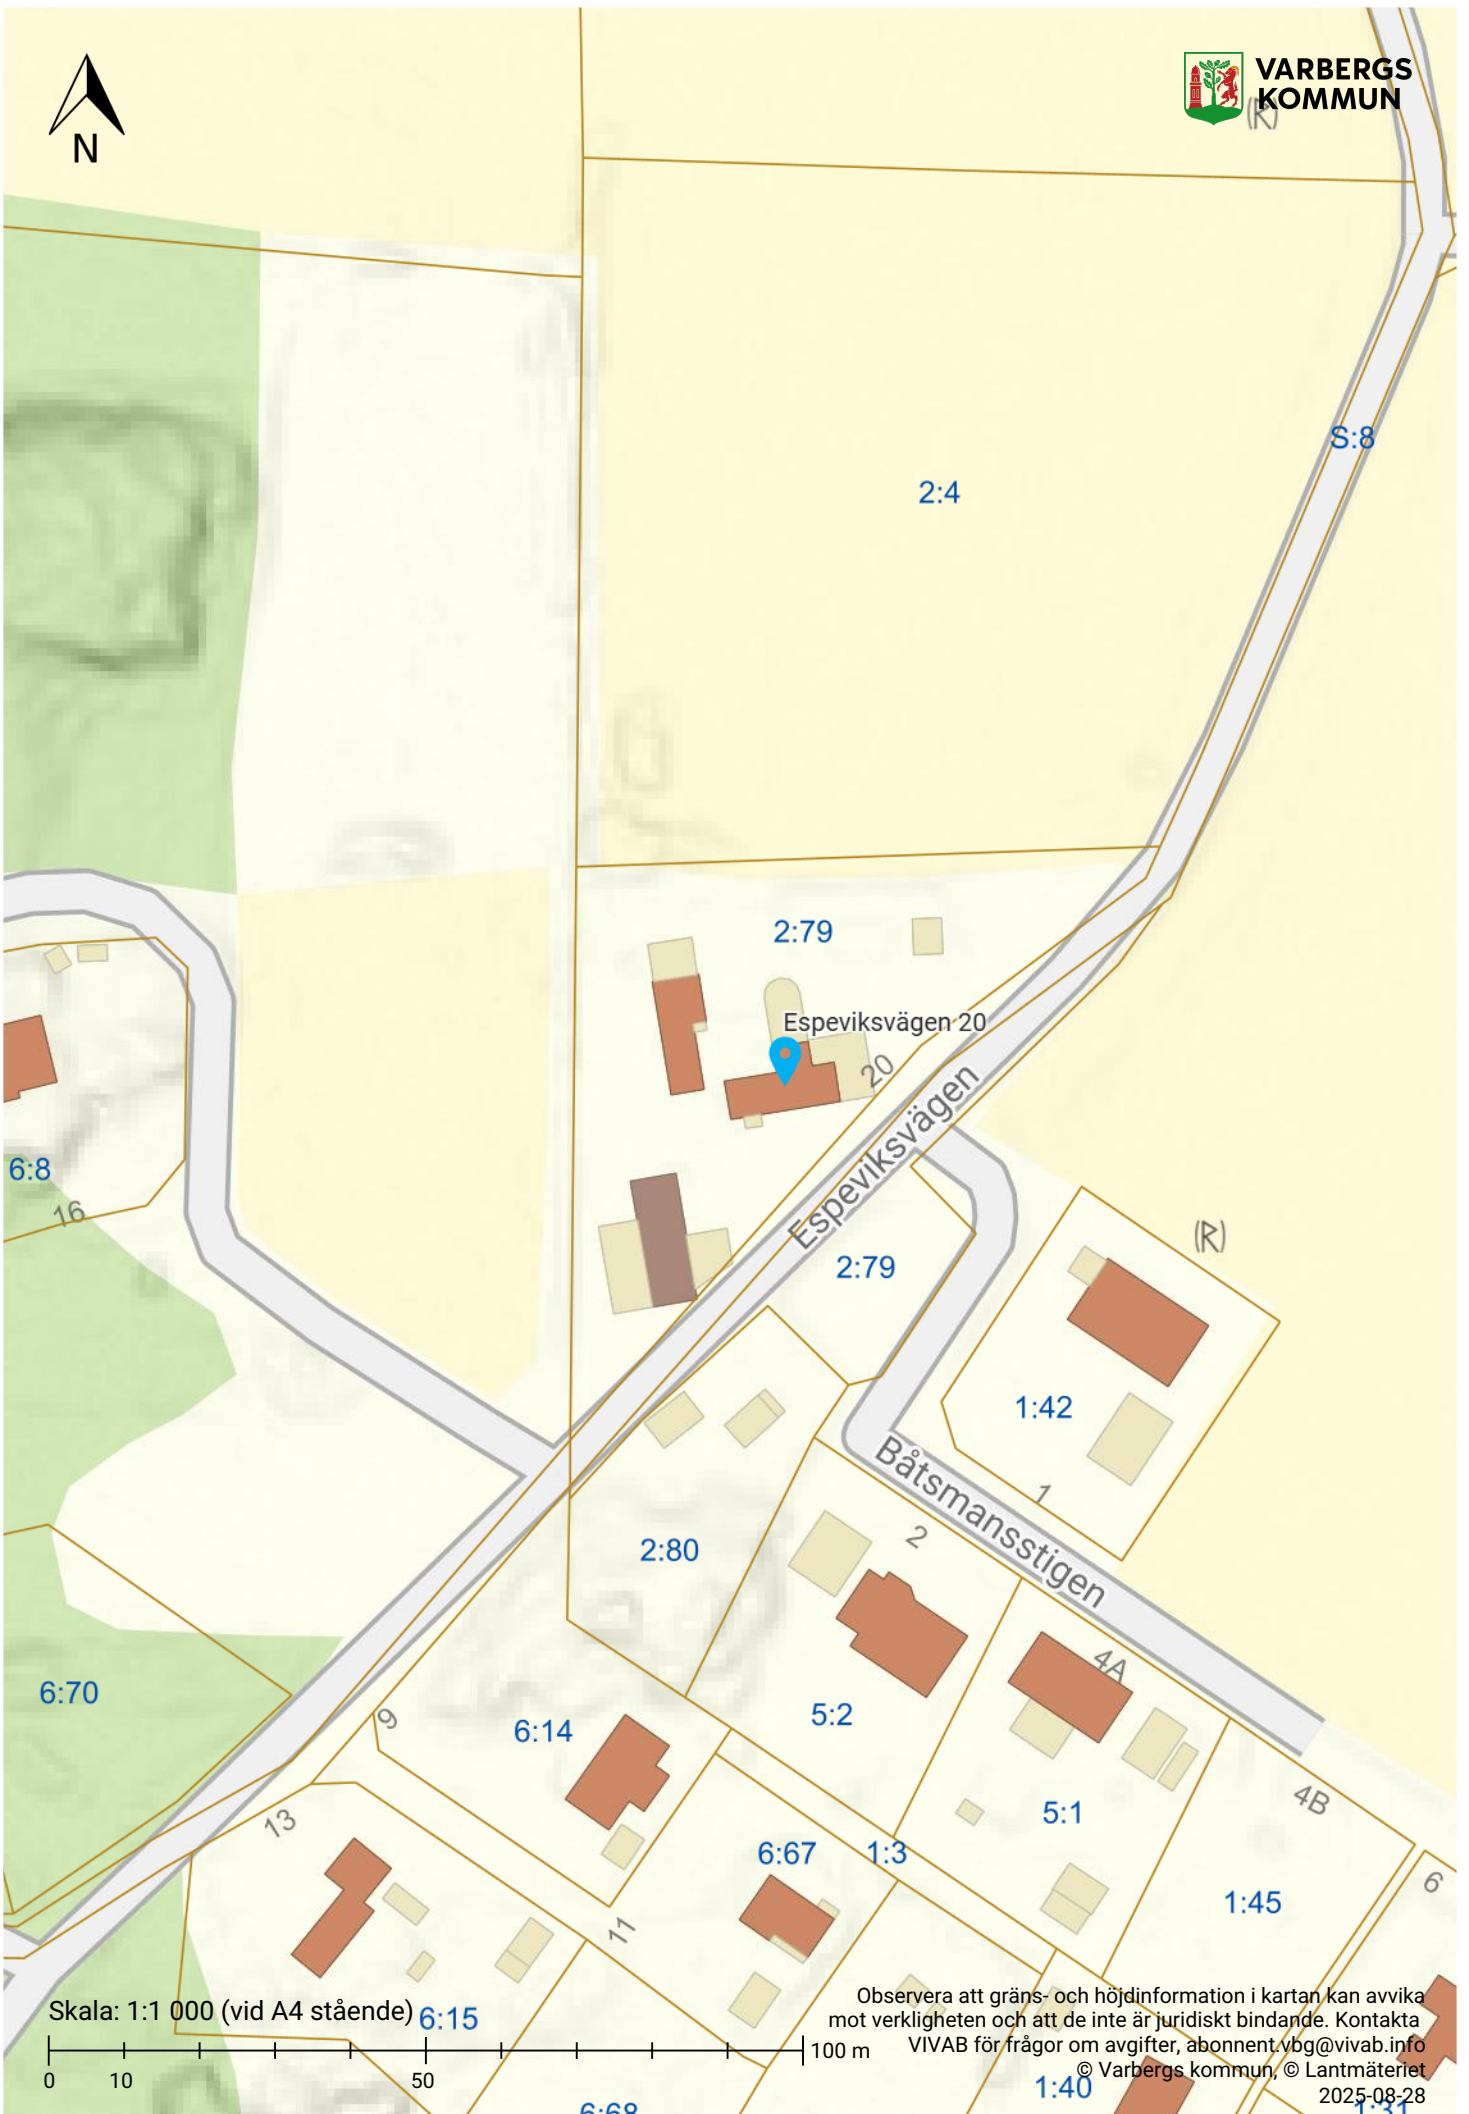 N
VARBERGS
KOMMUN
(R)
S:8
2:4
2:79
Espeviksvägen 20
20
Espeviksvägen
6:8
16
(R)
2:79
1:42
1
Båtsmansstigen
2
2:80
4A
6:70
9
6:14
5:2
4B
13
5:1
6:67
1:3
6
1:45
11
Skala: 1:1 000 (vid A4 stående)
6:15
0
10
50
100 m
Observera att gräns- och höjdinformation i kartan kan avvika
mot verkligheten och att de inte är juridiskt bindande. Kontakta
VIVAB för frågor om avgifter, abonnent.vbg@vivab.info
© Varbergs kommun, © Lantmäteriet
2025-08-28
1:40
1:31
6:68